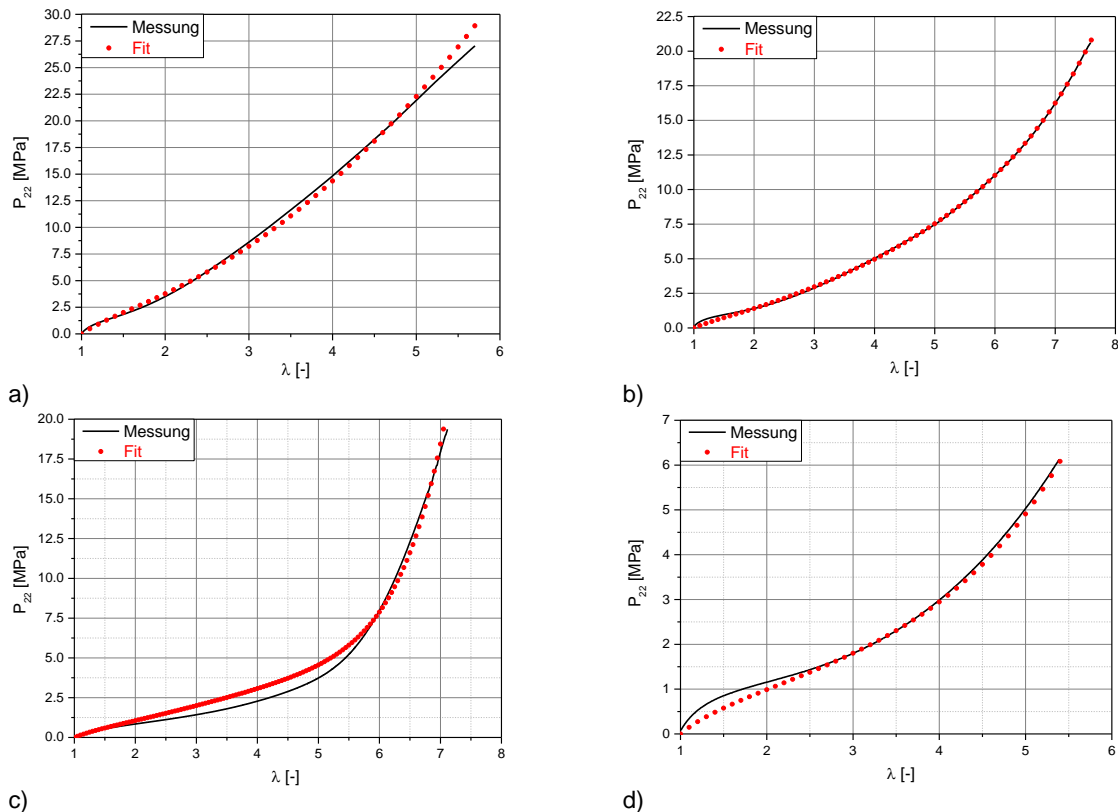 30.0
27.5
25.0
22.5
20.0
17.5
15.0
12.5
10.0
7.5
5.0
2.5
0.0
P22 [MPa]
Messung
Fit
1 2 3 4 5 6
λ [-]
a)
22.5
20.0
17.5
15.0
12.5
10.0
7.5
5.0
2.5
0.0
P22 [MPa]
Messung
Fit
1 2 3 4 5 6 7 8
λ [-]
b)
20.0
17.5
15.0
12.5
10.0
7.5
5.0
2.5
0.0
P22 [MPa]
Messung
Fit
1 2 3 4 5 6 7 8
λ [-]
c)
7
6
5
4
3
2
1
0
P22 [MPa]
Messung
Fit
1 2 3 4 5 6
λ [-]
d)